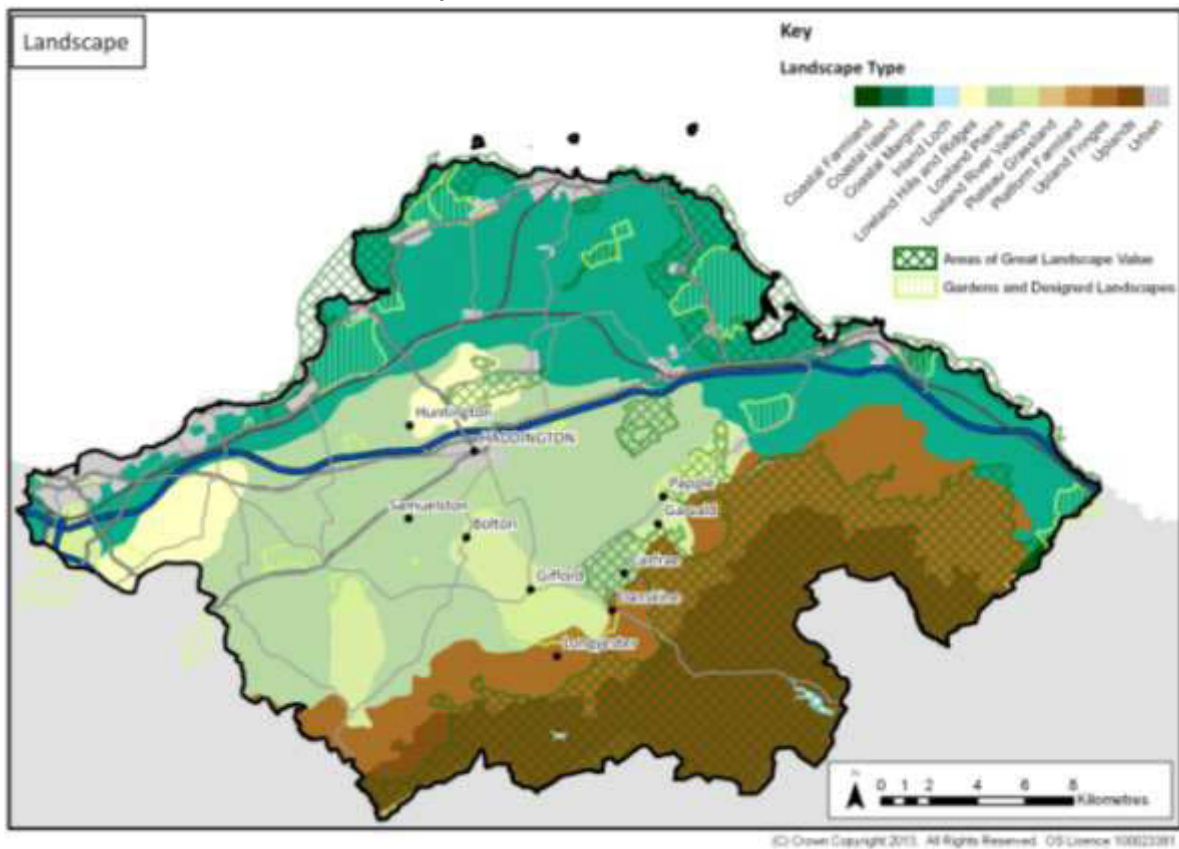 Landscape
Key
Landscape Type
Coastal Farmland
Coastal Island
Coastal Margins
Inland Loch
Lowland Hills and Ridges
Lowland Plains
Lowland River Valleys
Plateau Grassland
Platform Farmland
Upland Fringes
Uplands
Urban
Areas of Great Landscape Value
Gardens and Designed Landscapes
Huntington
HADDINGTON
Papple
Samuelston
Garvald
Bolton
Gifford
Danskine
Longyester
N
0 1 2 4 6 8
Kilometres
(C) Crown Copyright 2013. All Rights Reserved. OS Licence 100023381